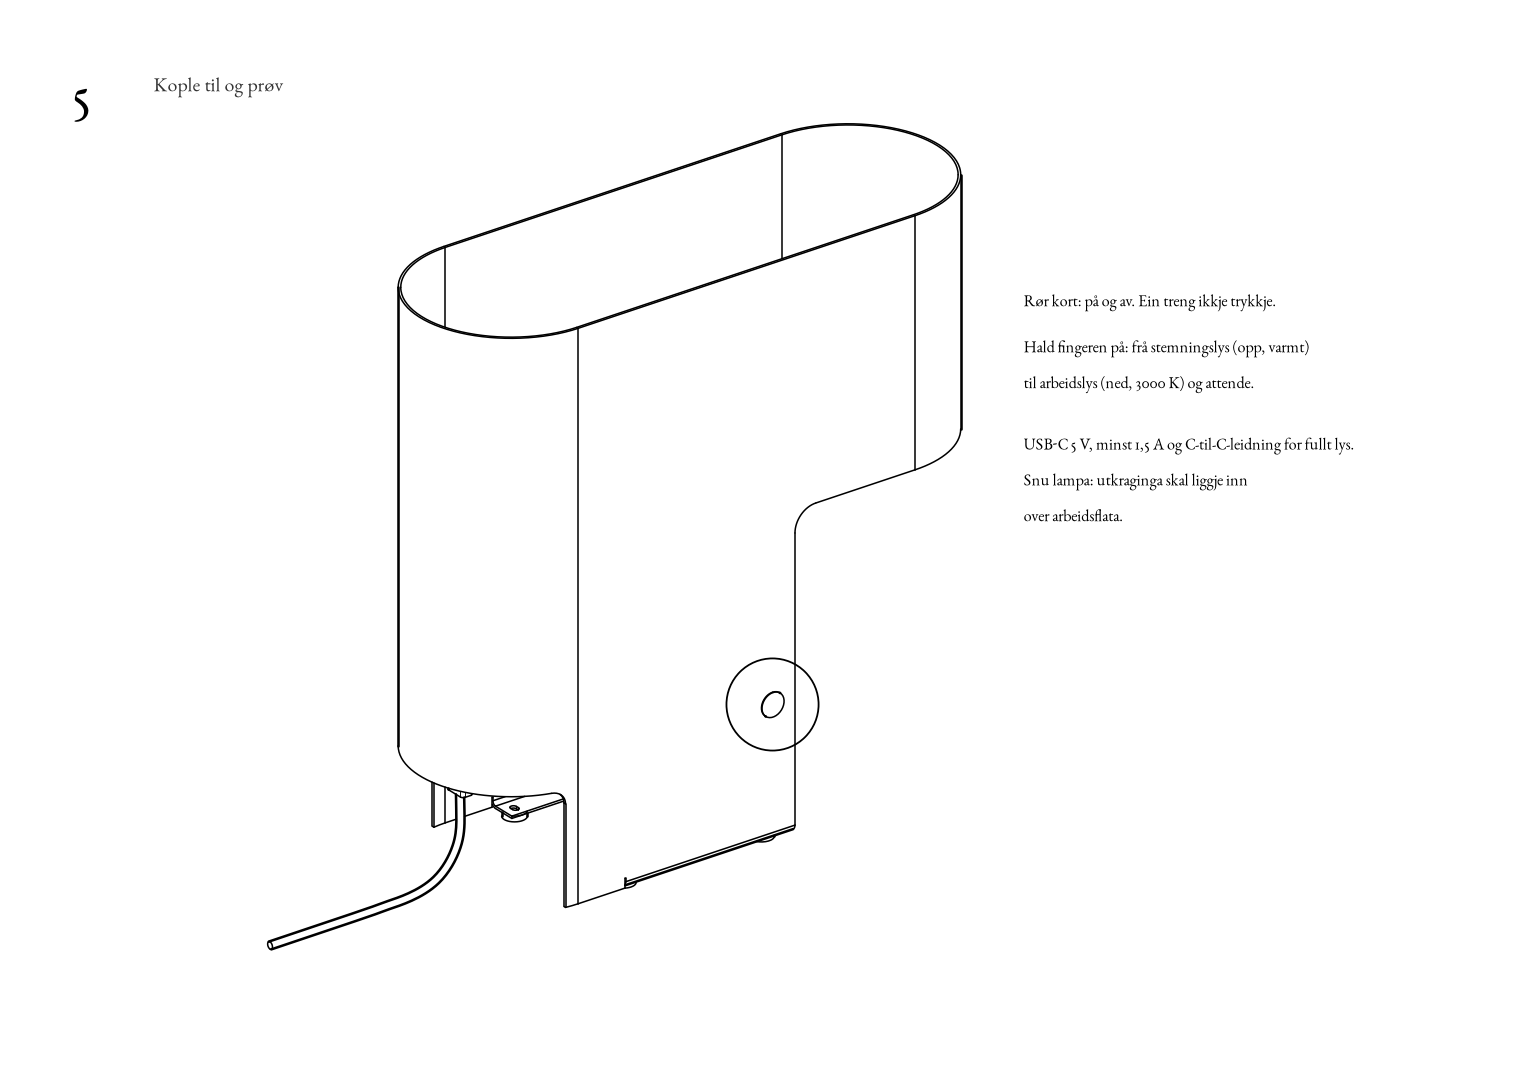 5
Kople til og prøv
Rør kort: på og av. Ein treng ikkje trykkje.
Hald fingeren på: frå stemningslys (opp, varmt)
til arbeidslys (ned, 3000 K) og attende.
USB-C 5 V, minst 1,5 A og C-til-C-leidning for fullt lys.
Snu lampa: utkraginga skal liggje inn
over arbeidsflata.